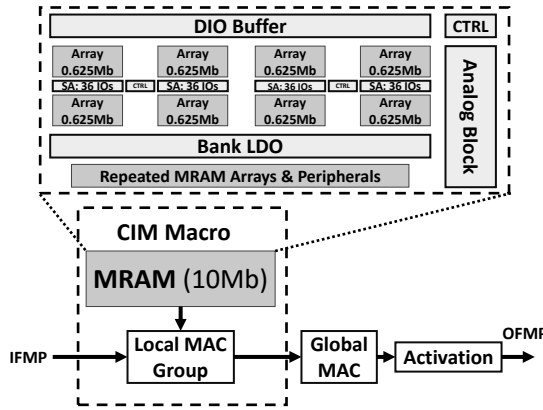 DIO Buffer
CTRL
Array
0.625Mb
Array
0.625Mb
Array
0.625Mb
Array
0.625Mb
SA: 36 IOs
CTRL
SA: 36 IOs
SA: 36 IOs
CTRL
SA: 36 IOs
Array
0.625Mb
Array
0.625Mb
Array
0.625Mb
Array
0.625Mb
Analog Block
Bank LDO
Repeated MRAM Arrays & Peripherals
CIM Macro
MRAM (10Mb)
IFMP
Local MAC
Group
Global
MAC
Activation
OFMP